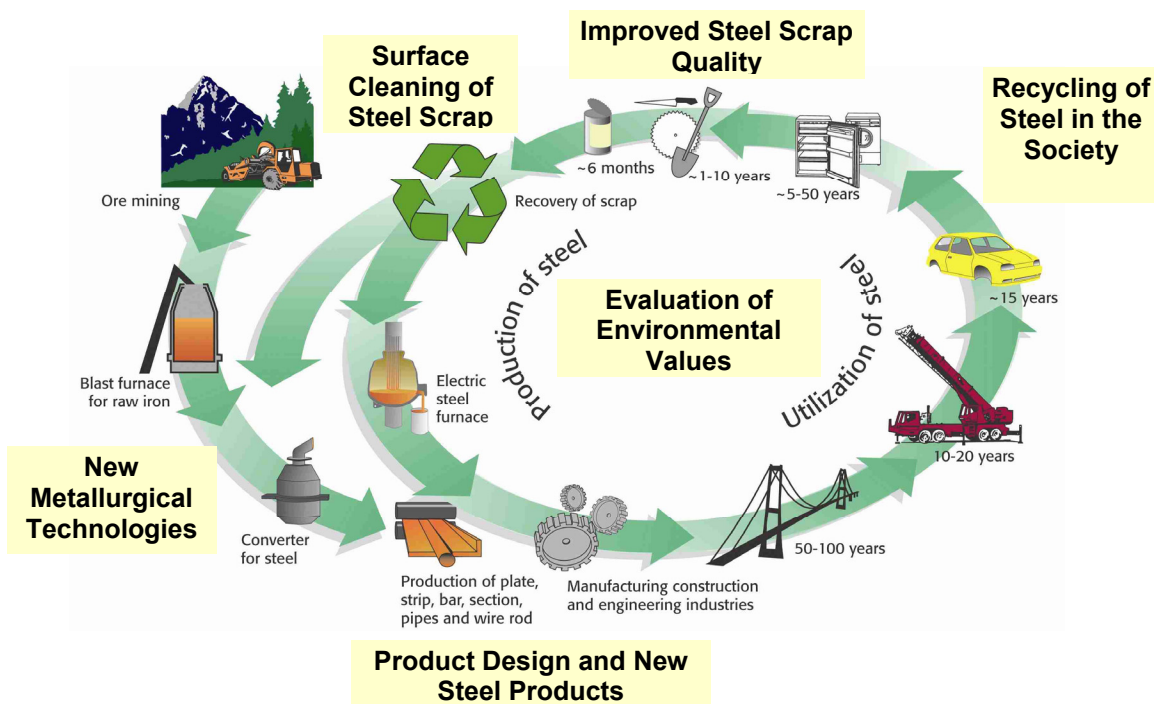 Improved Steel Scrap
Quality
Surface
Cleaning of
Steel Scrap
Recycling of
Steel in the
Society
~6 months
~1-10 years
~5-50 years
Ore mining
Recovery of scrap
Production of steel
Evaluation of
Environmental
Values
Utilization of
steel
~15 years
Blast furnace
for raw iron
Electric
steel
furnace
10-20 years
New
Metallurgical
Technologies
Converter
for steel
50-100 years
Production of plate,
strip, bar, section,
pipes and wire rod
Manufacturing construction
and engineering industries
Product Design and New
Steel Products